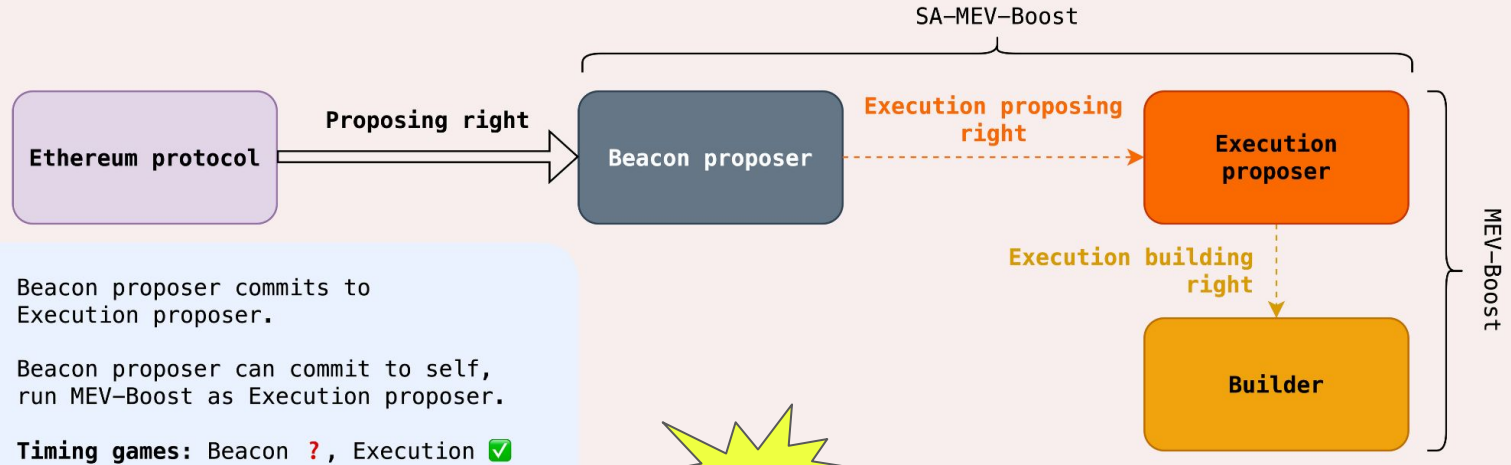 SA-MEV-Boost
Ethereum protocol
Proposing right
Beacon proposer
Execution proposing
right
Execution
proposer
Execution building
right
Builder
MEV-Boost
Beacon proposer commits to
Execution proposer.
Beacon proposer can commit to self,
run MEV-Boost as Execution proposer.
Timing games: Beacon ?, Execution ✅